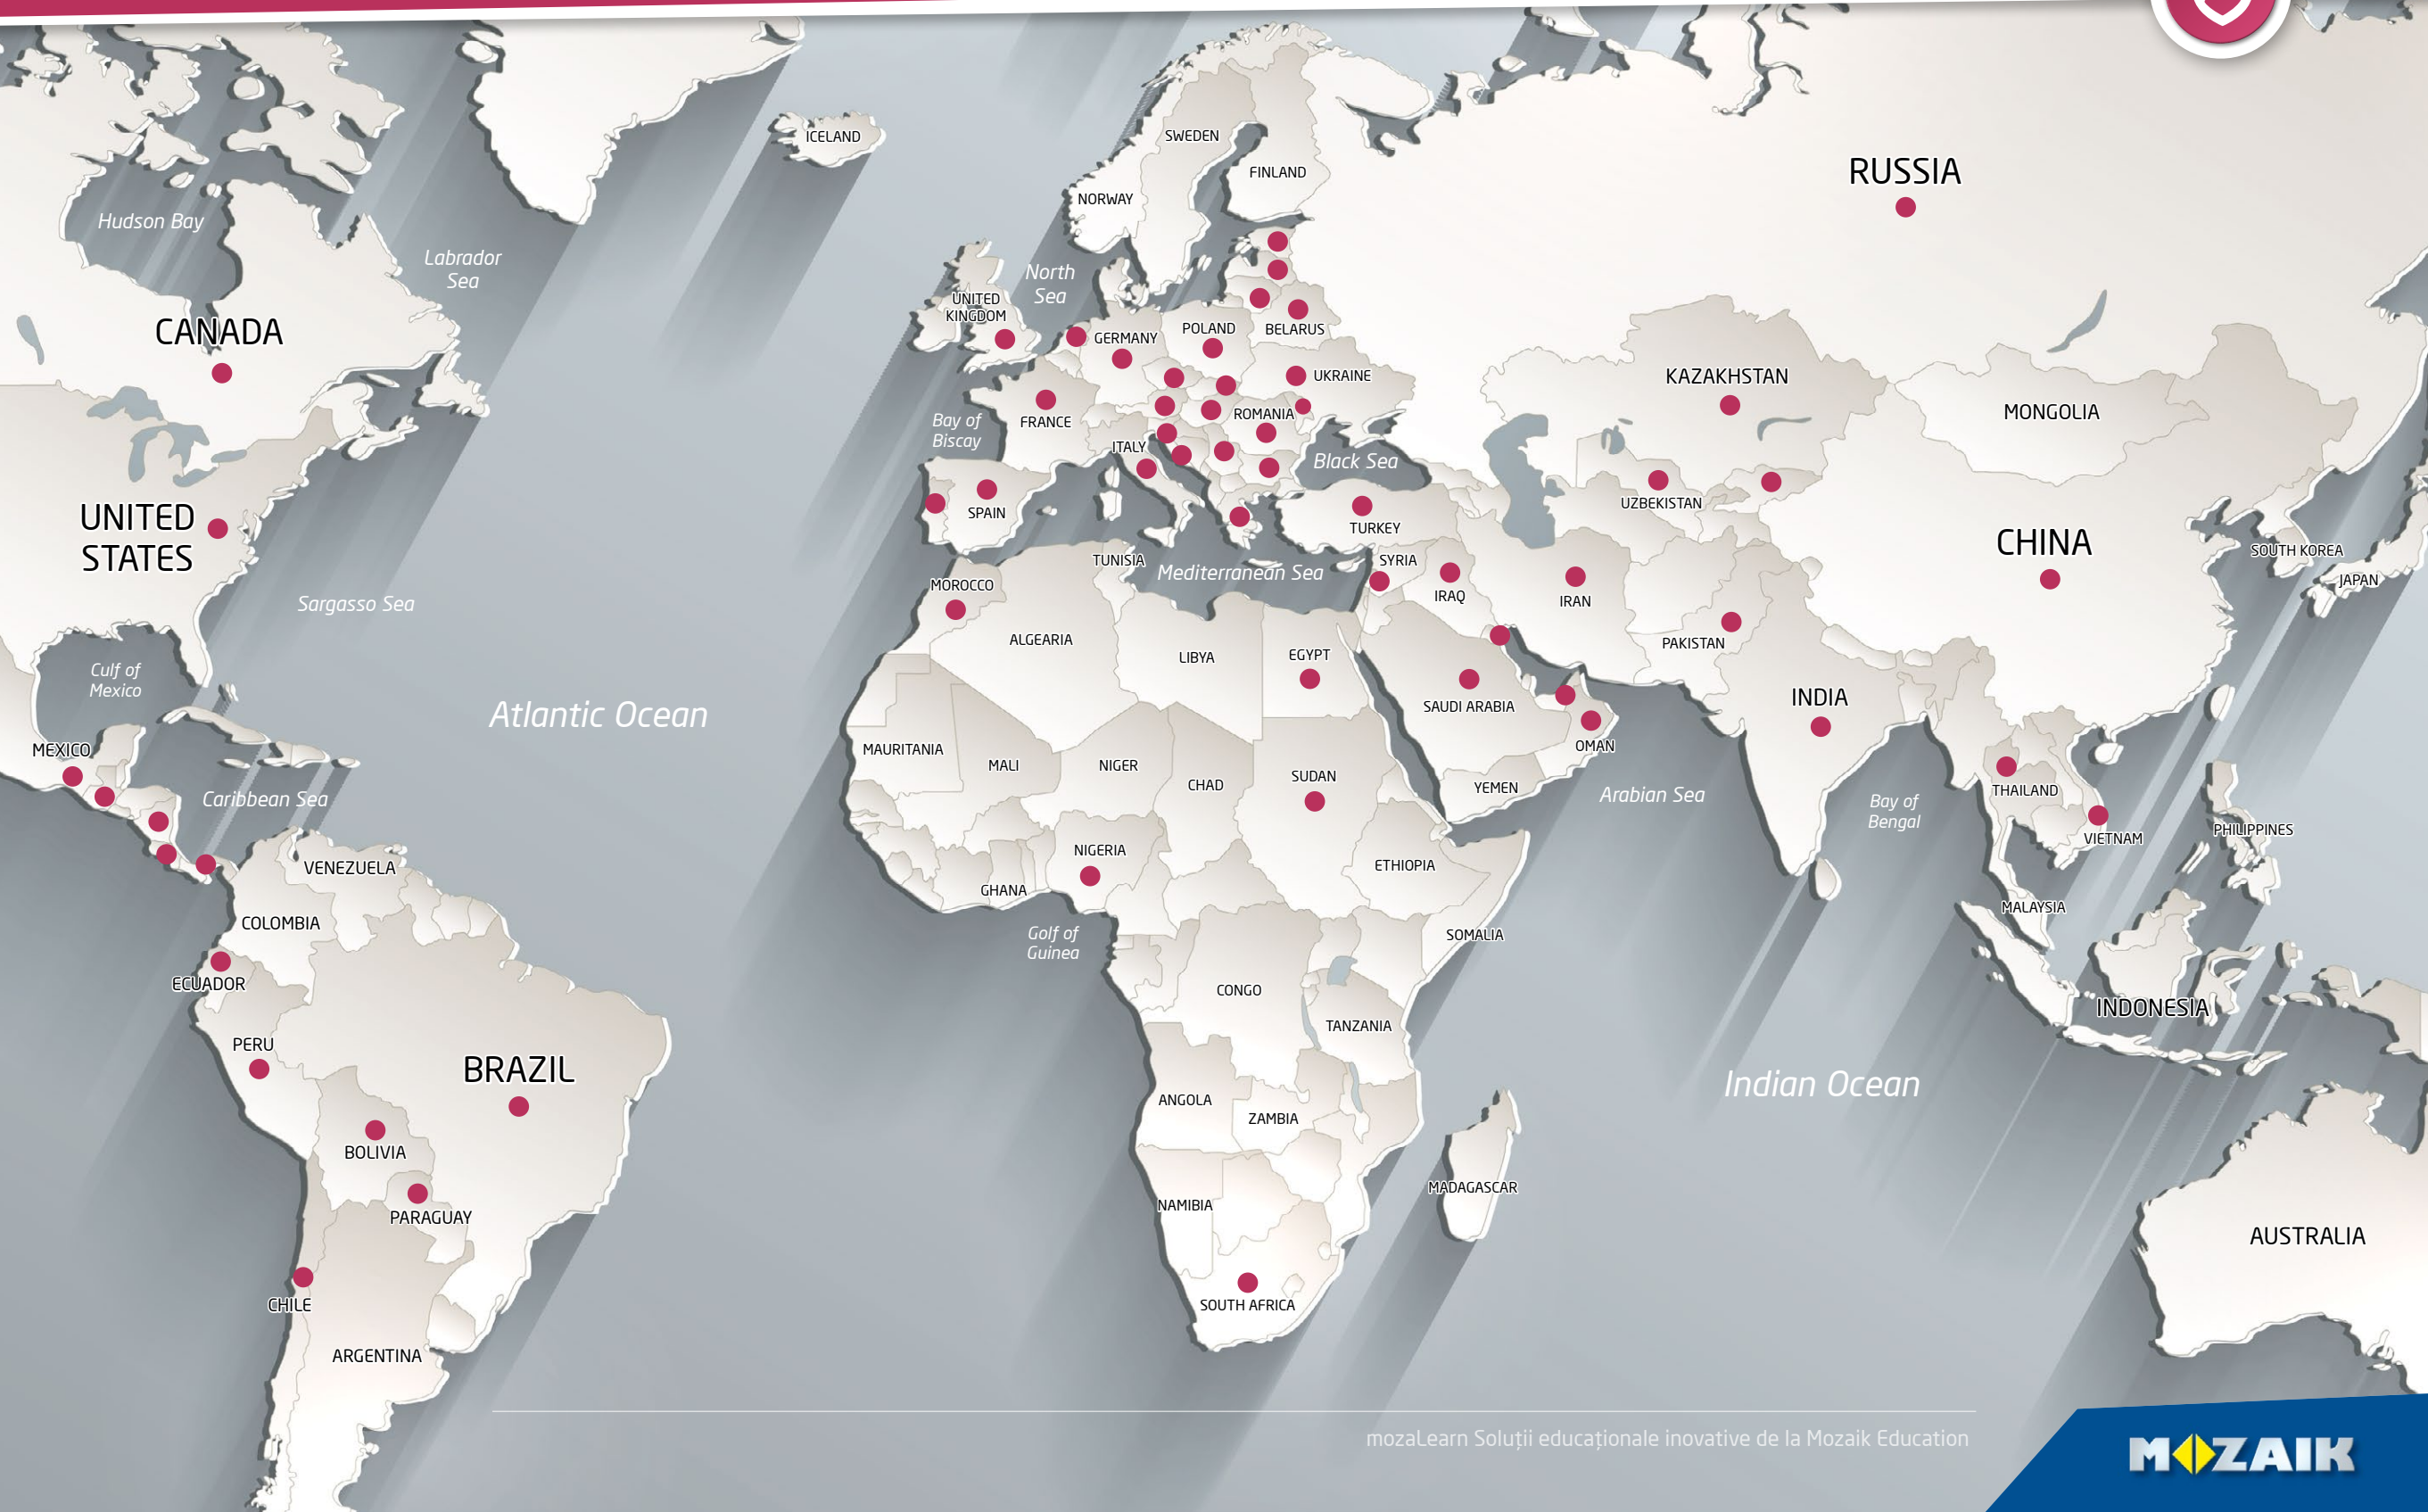 ICELAND
SWEDEN
FINLAND
NORWAY
RUSSIA
Hudson Bay
Labrador
Sea
North
Sea
UNITED
KINGDOM
CANADA
GERMANY
POLAND
BELARUS
UKRAINE
KAZAKHSTAN
MONGOLIA
FRANCE
ROMANIA
Bay of
Biscay
ITALY
Black Sea
UNITED
STATES
SPAIN
TURKEY
UZBEKISTAN
CHINA
SOUTH KOREA
JAPAN
TUNISIA
Mediterranean Sea
SYRIA
MOROCCO
IRAQ
IRAN
Sargasso Sea
ALGEARIA
LIBYA
EGYPT
PAKISTAN
Gulf of
Mexico
INDIA
Atlantic Ocean
SAUDI ARABIA
OMAN
MEXICO
MAURITANIA
MALI
NIGER
CHAD
SUDAN
YEMEN
Arabian Sea
THAILAND
Caribbean Sea
Bay of
Bengal
PHILIPPINES
VIETNAM
NIGERIA
VENEZUELA
GHANA
ETHIOPIA
MALAYSIA
COLOMBIA
Golf of
Guinea
SOMALIA
ECUADOR
CONGO
INDONESIA
TANZANIA
PERU
BRAZIL
Indian Ocean
ANGOLA
ZAMBIA
BOLIVIA
MADAGASCAR
NAMIBIA
PARAGUAY
AUSTRALIA
CHILE
SOUTH AFRICA
ARGENTINA
mozaLearn Soluții educaționale inovative de la Mozaik Education
MOZAIK